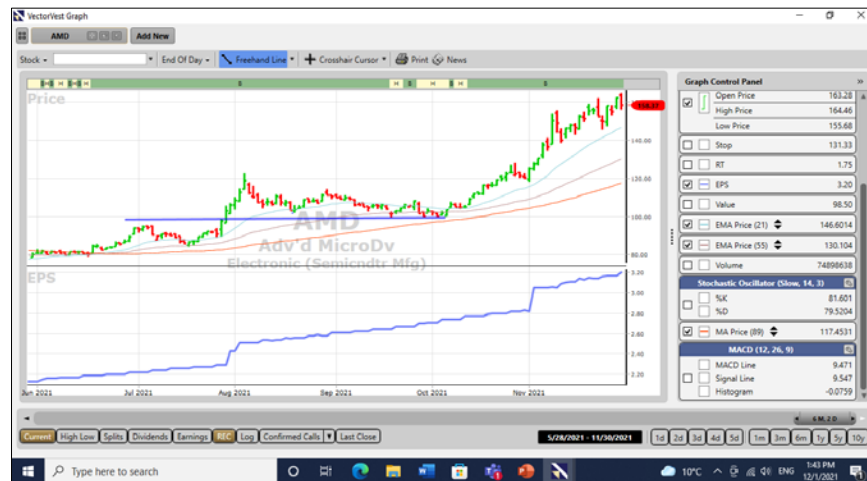 VectorVest Graph
AMD
Add New
Stock
End Of Day
Freehand Line
Crosshair Cursor
Print
News
Price
AMD
Adv'd MicroDv
Electronic (Semicndtr Mfg)
140.00
100.00
80.00
EPS
3.20
2.80
2.60
2.40
2.20
Jun 2021
Jul 2021
Aug 2021
Sep 2021
Oct 2021
Nov 2021
Graph Control Panel
Open Price 163.28
High Price 164.46
Low Price 155.68
Stop 131.33
RT 1.75
EPS 3.20
Value 98.50
EMA Price (21) 146.6014
EMA Price (55) 130.104
Volume 74898638
Stochastic Oscillator (Slow, 14, 3)
%K 81.601
%D 79.5204
MA Price (89) 117.4531
MACD (12, 26, 9)
MACD Line 9.471
Signal Line 9.547
Histogram -0.0759
6 M, 2 D
Current High Low Splits Dividends Earnings REC Log Confirmed Calls Last Close
5/28/2021 - 11/30/2021
1d 2d 3d 4d 5d 1m 3m 6m 1y 5y 10y
Type here to search
10°C
ENG
1:43 PM
12/1/2021